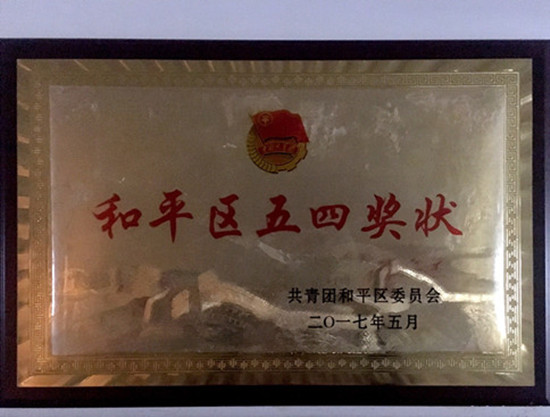 和平区五四奖状
共青团和平区委员会
二〇一七年五月